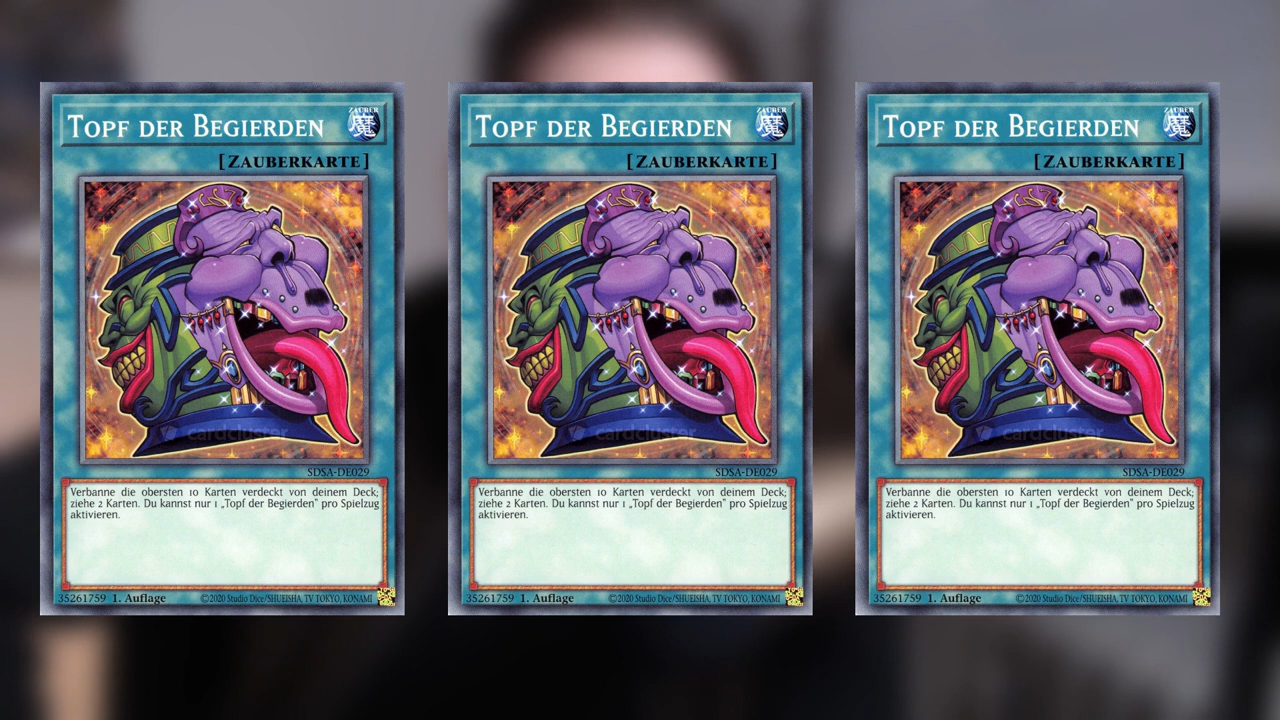 TOPF DER BEGIERDEN
ZAUBER
魔
[ZAUBERKARTE]
cardcluster
SDSA-DE029
Verbanne die obersten 10 Karten verdeckt von deinem Deck;
ziehe 2 Karten. Du kannst nur 1 „Topf der Begierden" pro Spielzug
aktivieren.
35261759 1. Auflage ©2020 Studio Dice/SHUEISHA, TV TOKYO, KONAMI
TOPF DER BEGIERDEN
ZAUBER
魔
[ZAUBERKARTE]
cardcluster
SDSA-DE029
Verbanne die obersten 10 Karten verdeckt von deinem Deck;
ziehe 2 Karten. Du kannst nur 1 „Topf der Begierden" pro Spielzug
aktivieren.
35261759 1. Auflage ©2020 Studio Dice/SHUEISHA, TV TOKYO, KONAMI
TOPF DER BEGIERDEN
ZAUBER
魔
[ZAUBERKARTE]
cardcluster
SDSA-DE029
Verbanne die obersten 10 Karten verdeckt von deinem Deck;
ziehe 2 Karten. Du kannst nur 1 „Topf der Begierden" pro Spielzug
aktivieren.
35261759 1. Auflage ©2020 Studio Dice/SHUEISHA, TV TOKYO, KONAMI